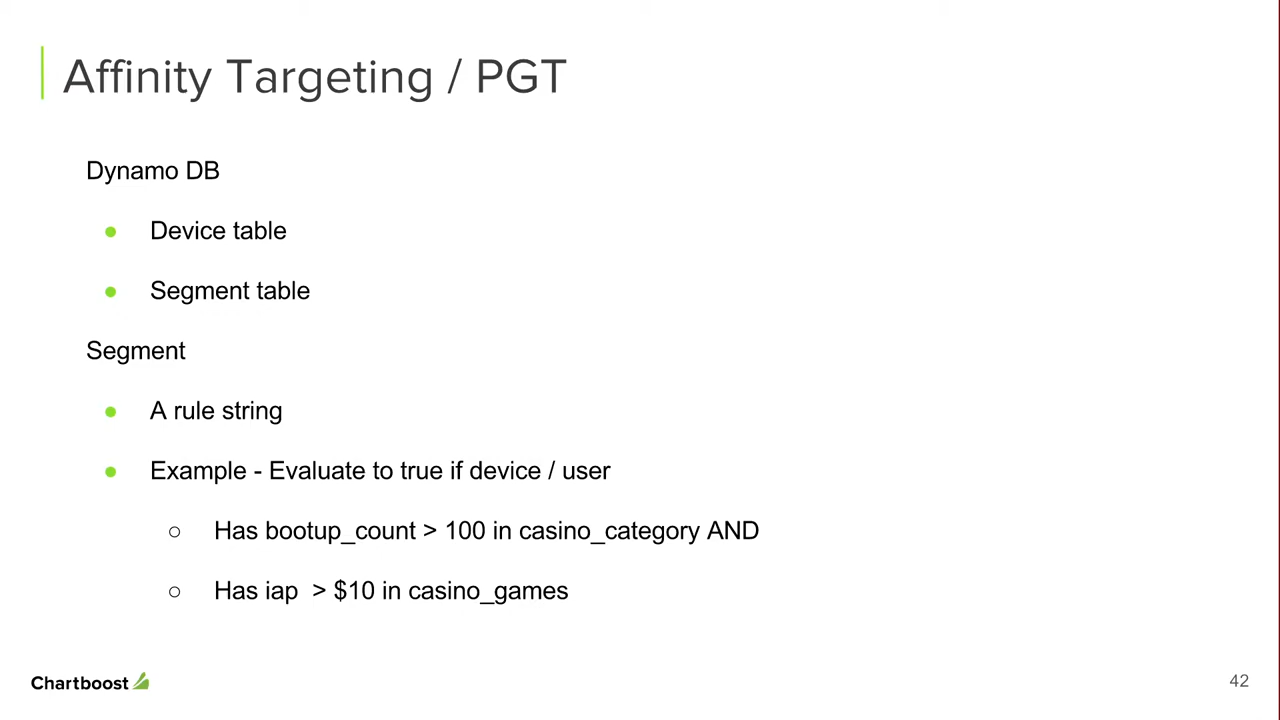 Affinity Targeting / PGT
Dynamo DB
● Device table
● Segment table
Segment
● A rule string
● Example - Evaluate to true if device / user
○ Has bootup_count > 100 in casino_category AND
○ Has iap  > $10 in casino_games
Chartboost
42